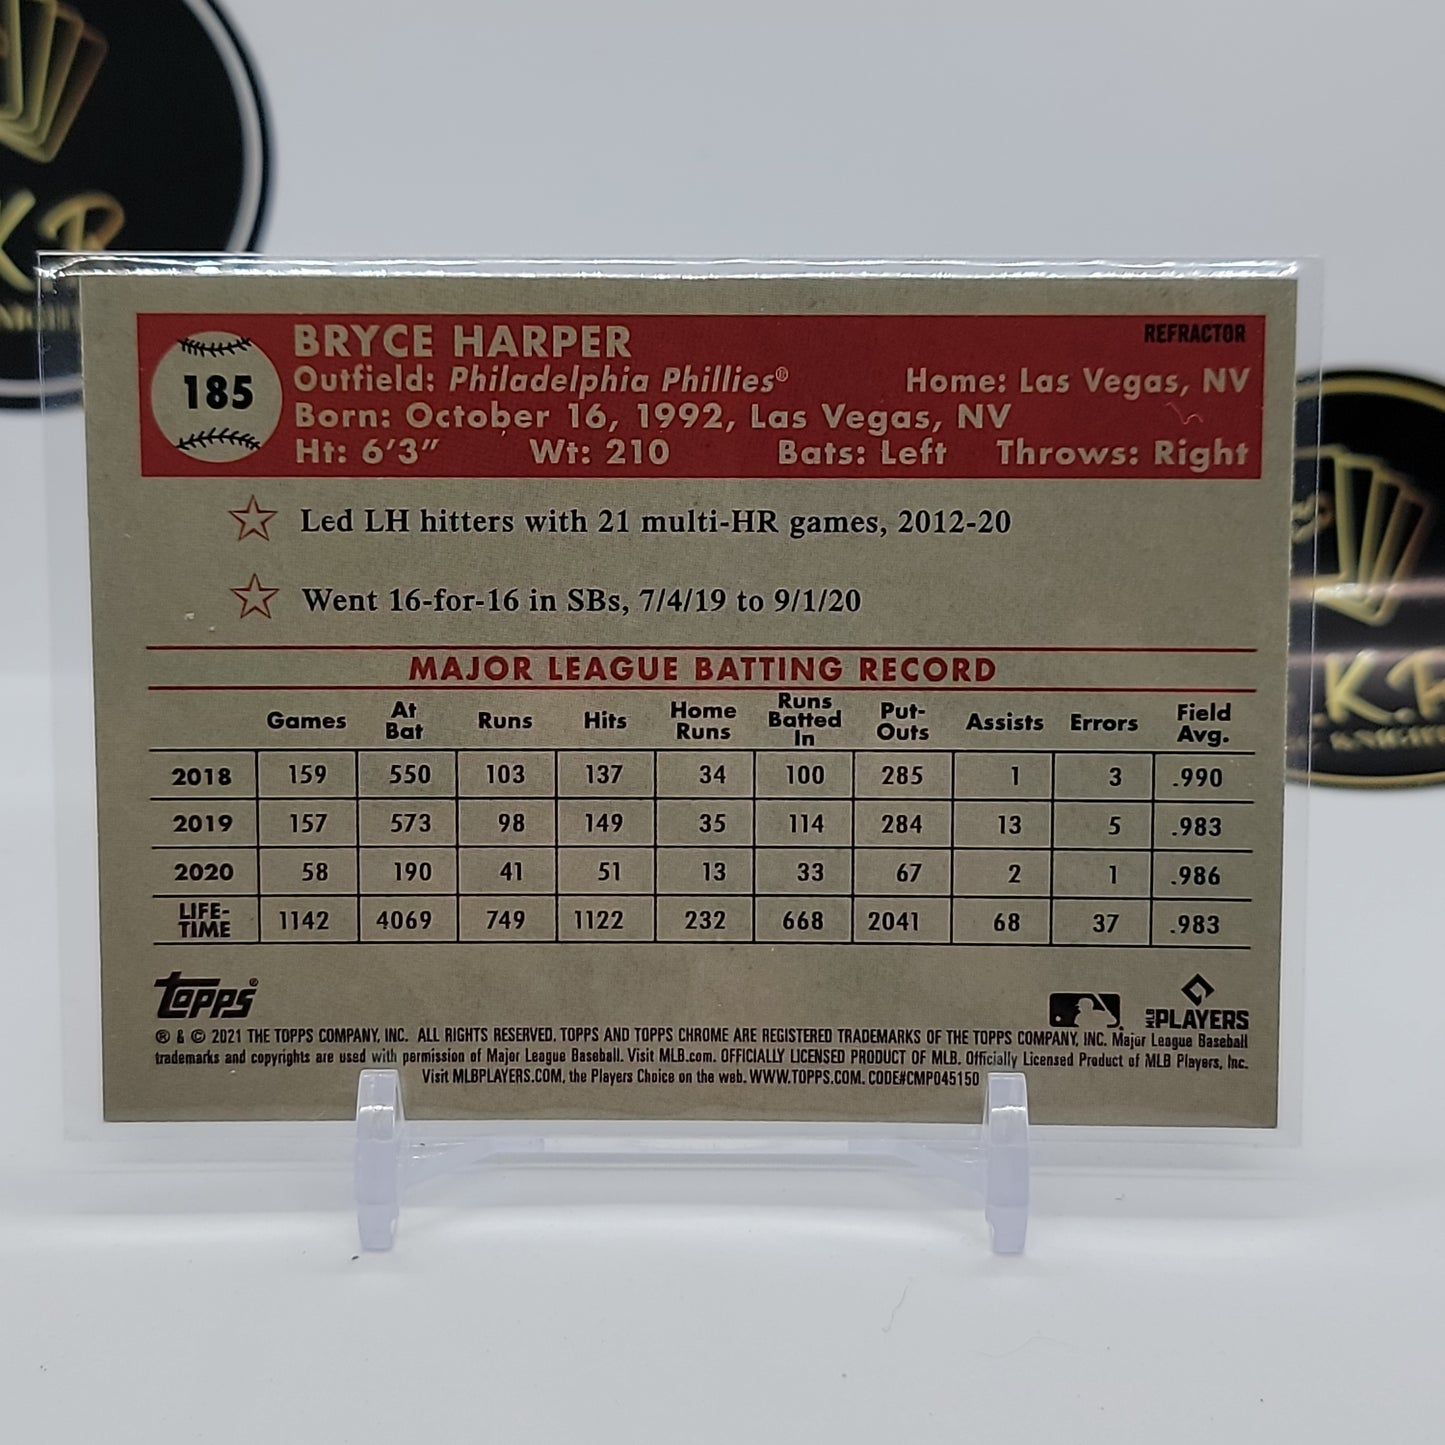 K.R
KNIGHT
REFRACTOR
BRYCE HARPER
185
Outfield: Philadelphia Phillies® Home: Las Vegas, NV
Born: October 16, 1992, Las Vegas, NV
Ht: 6'3" Wt: 210 Bats: Left Throws: Right
Led LH hitters with 21 multi-HR games, 2012-20
Went 16-for-16 in SBs, 7/4/19 to 9/1/20
MAJOR LEAGUE BATTING RECORD
Games At Bat Runs Hits Home Runs Runs Batted In Put-Outs Assists Errors Field Avg.
2018 159 550 103 137 34 100 285 1 3 .990
2019 157 573 98 149 35 114 284 13 5 .983
2020 58 190 41 51 13 33 67 2 1 .986
LIFE-TIME 1142 4069 749 1122 232 668 2041 68 37 .983
Topps®
MLB PLAYERS
® & © 2021 THE TOPPS COMPANY, INC. ALL RIGHTS RESERVED. TOPPS AND TOPPS CHROME ARE REGISTERED TRADEMARKS OF THE TOPPS COMPANY, INC. Major League Baseball
trademarks and copyrights are used with permission of Major League Baseball. Visit MLB.com. OFFICIALLY LICENSED PRODUCT OF MLB. Officially Licensed Product of MLB Players, Inc.
Visit MLBPLAYERS.COM, the Players Choice on the web. WWW.TOPPS.COM. CODE#CMP045150
.K.R
KNIGHT